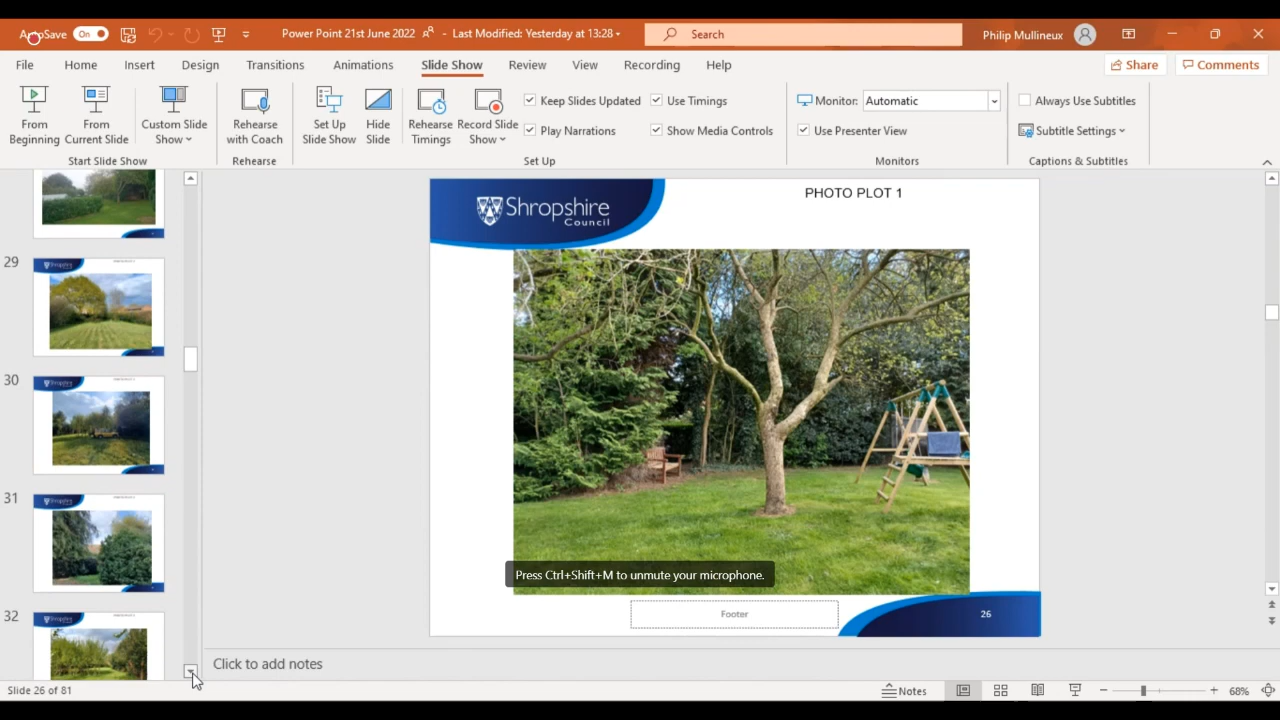 AutoSave On Power Point 21st June 2022 - Last Modified: Yesterday at 13:28 Search Philip Mullineux
File Home Insert Design Transitions Animations Slide Show Review View Recording Help Share Comments
From Beginning
From Current Slide
Custom Slide Show
Start Slide Show
Rehearse with Coach
Rehearse
Set Up Slide Show
Hide Slide
Rehearse Timings
Record Slide Show
Keep Slides Updated
Play Narrations
Use Timings
Show Media Controls
Set Up
Monitor: Automatic
Use Presenter View
Monitors
Always Use Subtitles
Subtitle Settings
Captions & Subtitles
29
30
31
32
Shropshire
Council
PHOTO PLOT 1
Press Ctrl+Shift+M to unmute your microphone.
Footer
26
Click to add notes
Slide 26 of 81 Notes 68%